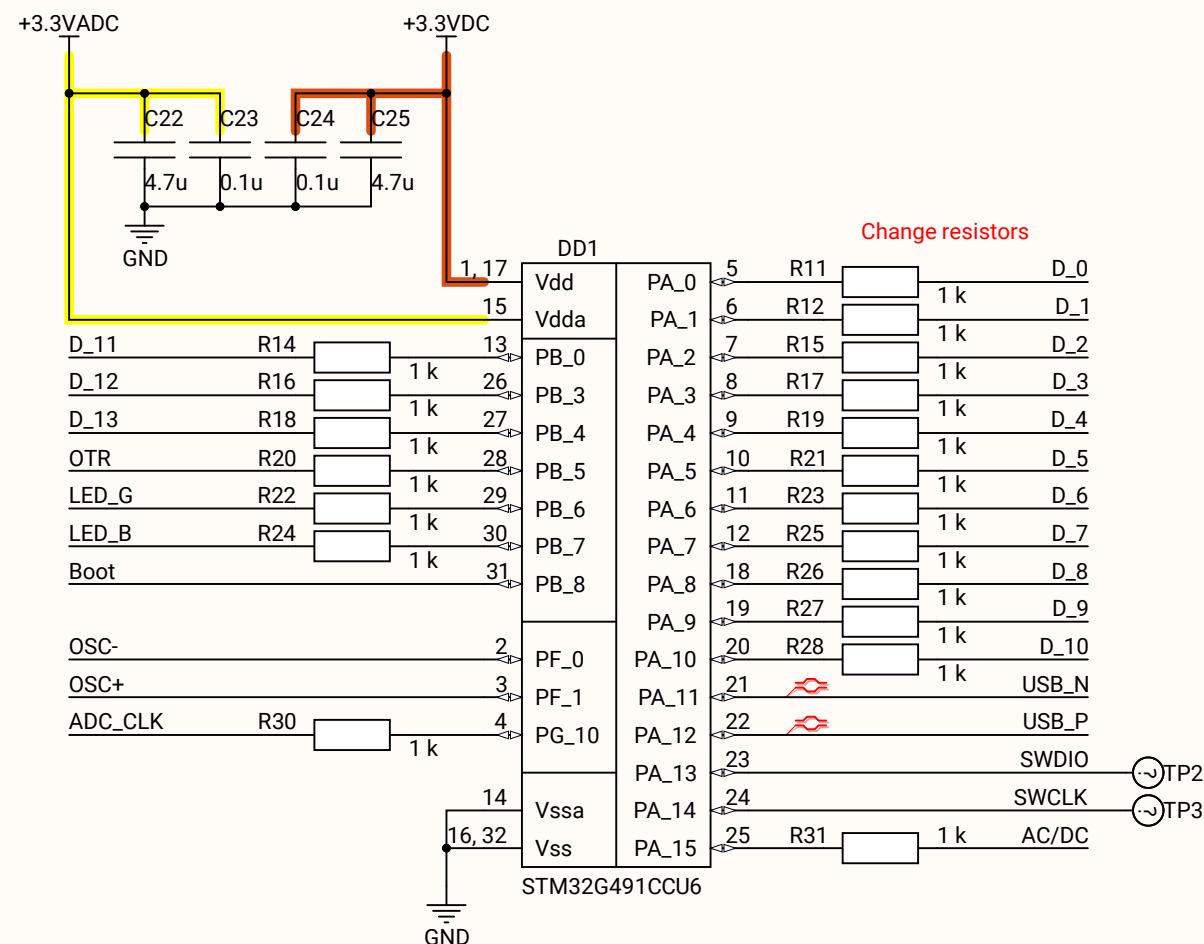 +3.3VADC +3.3VDC
C22 C23 C24 C25
4.7u 0.1u 0.1u 4.7u
GND
Change resistors
DD1
1, 17 Vdd PA_0 5 R11 1 k D_0
15 Vdda PA_1 6 R12 1 k D_1
D_11 R14 1 k 13 PB_0 PA_2 7 R15 1 k D_2
D_12 R16 1 k 26 PB_3 PA_3 8 R17 1 k D_3
D_13 R18 1 k 27 PB_4 PA_4 9 R19 1 k D_4
OTR R20 1 k 28 PB_5 PA_5 10 R21 1 k D_5
LED_G R22 1 k 29 PB_6 PA_6 11 R23 1 k D_6
LED_B R24 1 k 30 PB_7 PA_7 12 R25 1 k D_7
Boot 31 PB_8 PA_8 18 R26 1 k D_8
PA_9 19 R27 1 k D_9
OSC- 2 PF_0 PA_10 20 R28 1 k D_10
OSC+ 3 PF_1 PA_11 21 USB_N
ADC_CLK R30 1 k 4 PG_10 PA_12 22 USB_P
PA_13 23 SWDIO TP2
14 Vssa PA_14 24 SWCLK TP3
16, 32 Vss PA_15 25 R31 1 k AC/DC
STM32G491CCU6
GND